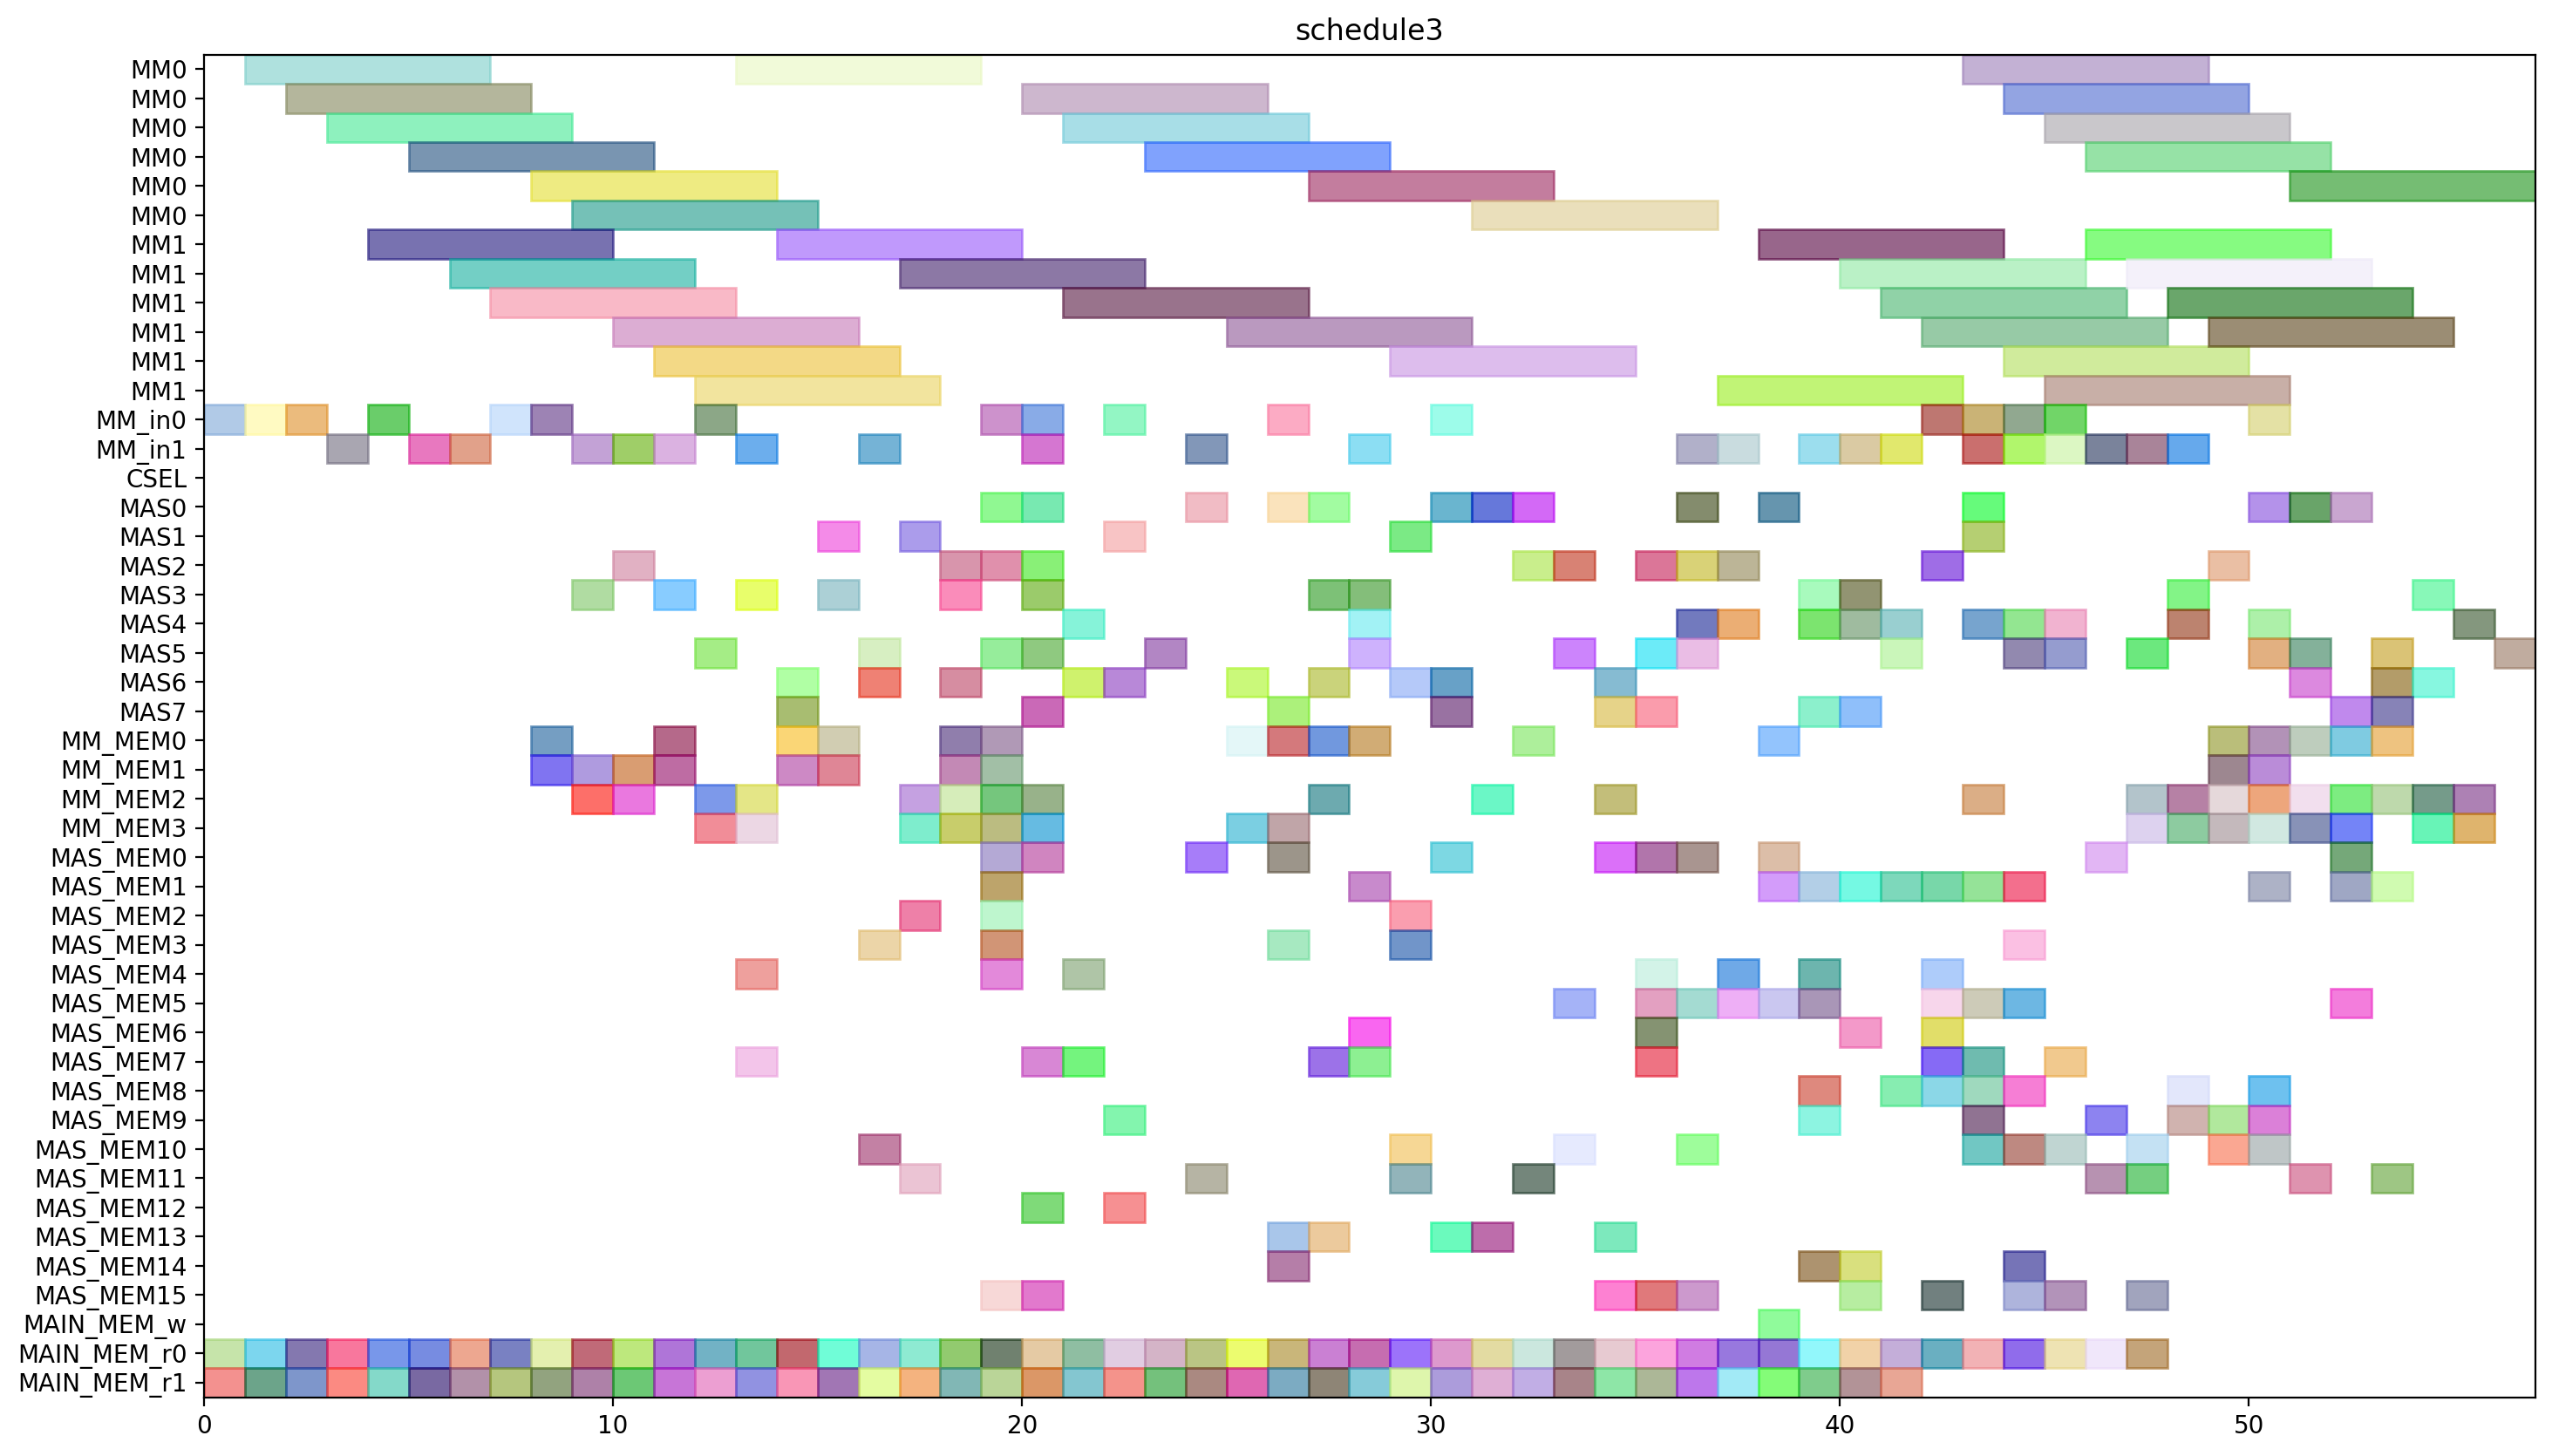 schedule3
MM0
MM0
MM0
MM0
MM0
MM0
MM1
MM1
MM1
MM1
MM1
MM1
MM_in0
MM_in1
CSEL
MAS0
MAS1
MAS2
MAS3
MAS4
MAS5
MAS6
MAS7
MM_MEM0
MM_MEM1
MM_MEM2
MM_MEM3
MAS_MEM0
MAS_MEM1
MAS_MEM2
MAS_MEM3
MAS_MEM4
MAS_MEM5
MAS_MEM6
MAS_MEM7
MAS_MEM8
MAS_MEM9
MAS_MEM10
MAS_MEM11
MAS_MEM12
MAS_MEM13
MAS_MEM14
MAS_MEM15
MAIN_MEM_w
MAIN_MEM_r0
MAIN_MEM_r1
0 10 20 30 40 50